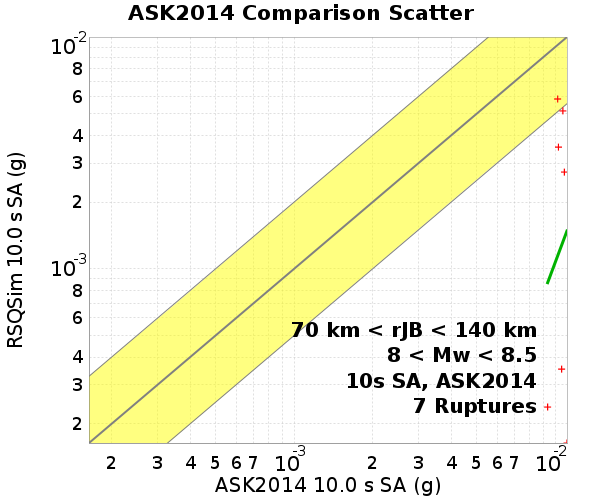 ASK2014 Comparison Scatter
RSQSim 10.0 s SA (g)
10-2
8
6
4
3
2
10-3
8
6
4
3
2
70 km < rJB < 140 km
8 < Mw < 8.5
10s SA, ASK2014
7 Ruptures
2 3 4 5 6 7 10-3 2 3 4 5 6 7 10-2
ASK2014 10.0 s SA (g)